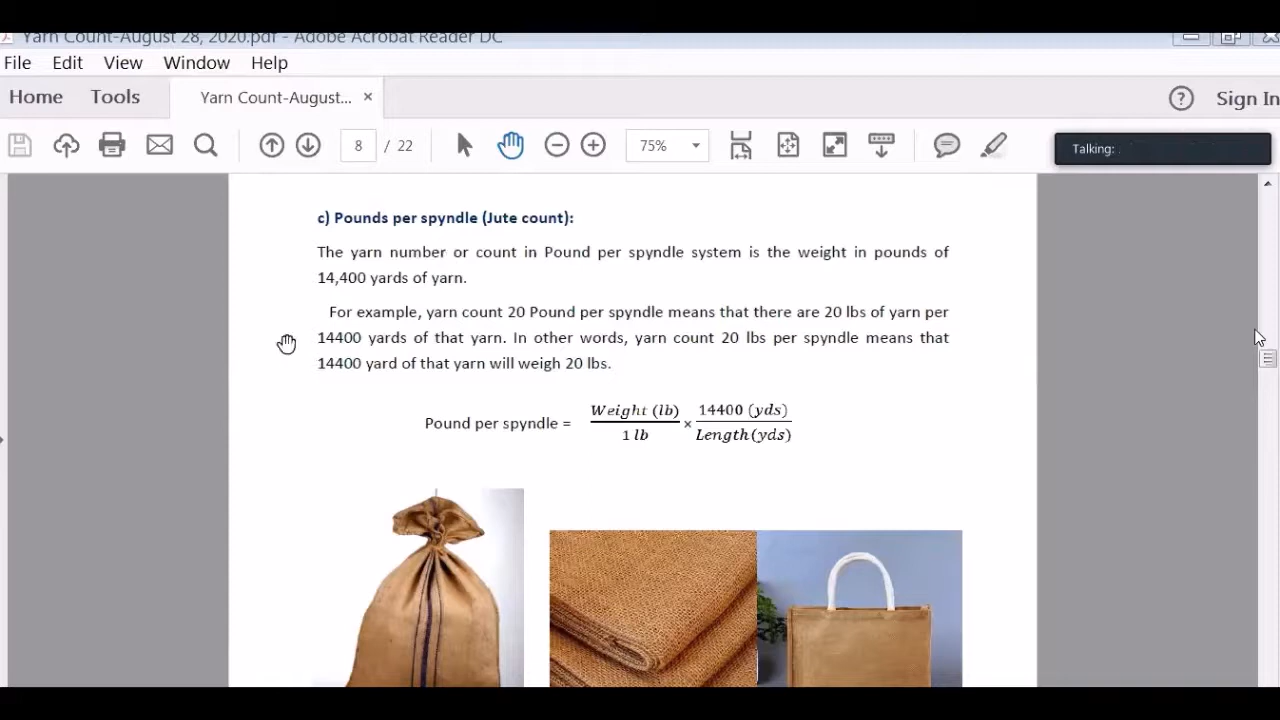 Yarn Count-August 28, 2020.pdf - Adobe Acrobat Reader DC
File Edit View Window Help
Home Tools Yarn Count-August... × Sign In
8 / 22 75%
Talking:
c) Pounds per spyndle (Jute count):
The yarn number or count in Pound per spyndle system is the weight in pounds of
14,400 yards of yarn.
For example, yarn count 20 Pound per spyndle means that there are 20 lbs of yarn per
14400 yards of that yarn. In other words, yarn count 20 lbs per spyndle means that
14400 yard of that yarn will weigh 20 lbs.
Weight (lb) 14400 (yds)
Pound per spyndle = ×
1 lb Length(yds)